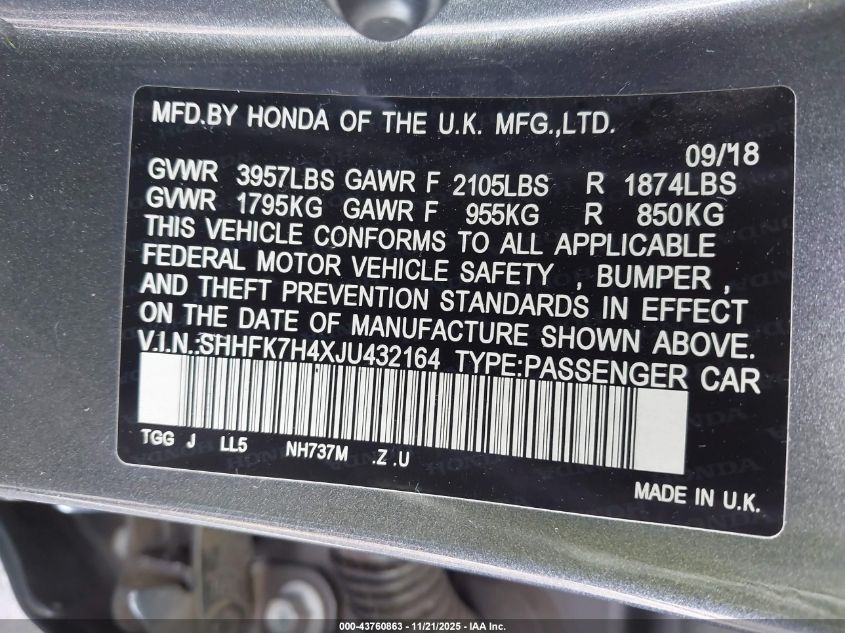 MFD.BY HONDA OF THE U.K. MFG.,LTD.
09/'18
GVWR 3957LBS GAWR F 2105LBS R 1874LBS
GVWR 1795KG GAWR F 955KG R 850KG
THIS VEHICLE CONFORMS TO ALL APPLICABLE
FEDERAL MOTOR VEHICLE SAFETY , BUMPER ,
AND THEFT PREVENTION STANDARDS IN EFFECT
ON THE DATE OF MANUFACTURE SHOWN ABOVE.
V.I.N.:SHHFK7H4XJU432164 TYPE:PASSENGER CAR
TGG J LL5 NH737M .Z .U
MADE IN U.K.
000-43760863 - 11/21/2025 - IAA Inc.